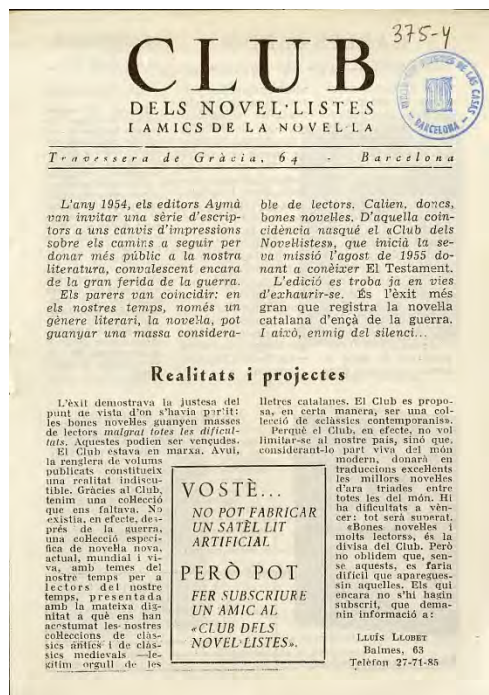 375-4
CLUB
DELS NOVEL·LISTES
I AMICS DE LA NOVEL·LA
BARCELONA
Travessera de Gràcia, 64 - Barcelona
L'any 1954, els editors Aymà
van invitar una sèrie d'escrip-
tors a uns canvis d'impressions
sobre els camins a seguir per
donar més públic a la nostra
literatura, convalescent encara
de la gran ferida de la guerra.
Els parers van coincidir: en
els nostres temps, només un
gènere literari, la novel·la, pot
guanyar una massa considera-
ble de lectors. Calien, doncs,
bones novel·les. D'aquella coin-
cidència nasqué el «Club dels
Novel·listes», que inicià la se-
va missió l'agost de 1955 do-
nant a conèixer El Testament.
L'edició es troba ja en vies
d'exhaurir-se. És l'èxit més
gran que registra la novel·la
catalana d'ençà de la guerra.
I això, enmig del silenci...
Realitats i projectes
L'èxit demostrava la justesa del
punt de vista d'on s'havia partit:
les bones novel·les guanyen masses
de lectors malgrat totes les dificul-
tats. Aquestes podien ser vençudes.
El Club estava en marxa. Avui,
la renglera de volums
publicats constitueix
una realitat indiscu-
tible. Gràcies al Club,
tenim una col·lecció
que ens faltava. No
existia, en efecte, des-
prés de la guerra,
una col·lecció especí-
fica de novel·la nova,
actual, mundial i vi-
va, amb temes del
nostre temps per a
lectors del nostre
temps, presentada
amb la mateixa dig-
nitat a què ens han
acostumat les nostres
col·leccions de clàs-
sics antics i de clàs-
sics medievals —le-
gítim orgull de les
VOSTÈ...
NO POT FABRICAR
UN SATÈL LIT
ARTIFICIAL
PERÒ POT
FER SUBSCRIURE
UN AMIC AL
«CLUB DELS
NOVEL·LISTES».
lletres catalanes. El Club es propo-
sa, en certa manera, ser una col-
lecció de «clàssics contemporanis».
Perquè el Club, en efecte, no vol
limitar-se al nostre país, sinó que,
considerant-lo part viva del món
modern, donarà en
traduccions excel·lents
les millors novel·les
d'ara triades entre
totes les del món. Hi
ha dificultats a vèn-
cer: tot serà superat.
«Bones novel·les i
molts lectors», és la
divisa del Club. Però
no oblidem que, sen-
se aquests, es faria
difícil que aparegues-
sin aquelles. Els qui
encara no s'hi hagin
subscrit, que dema-
nin informació a:
LLUÍS LLOBET
Balmes, 63
Telèfon 27-71-85